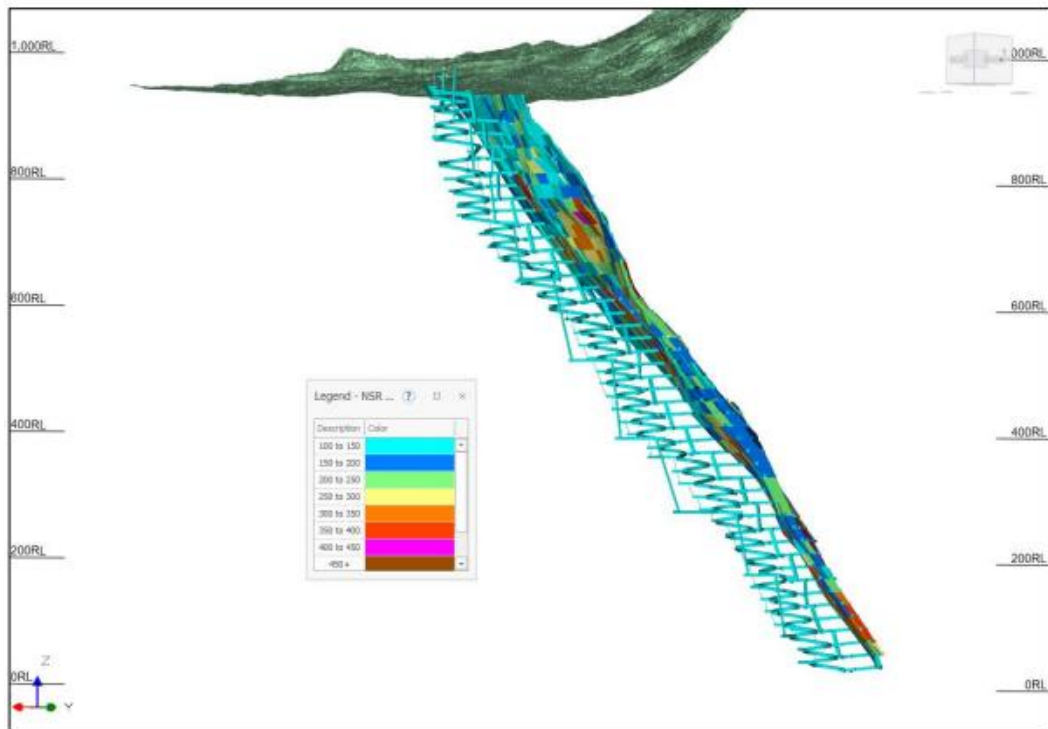 1,000RL
000RL
800RL
800RL
600RL
600RL
Legend - NSR ... ?
Description Color
100 to 150
150 to 200
200 to 250
250 to 300
300 to 350
350 to 400
400 to 450
450 +
400RL
400RL
200RL
200RL
Z
Y
0RL
0RL